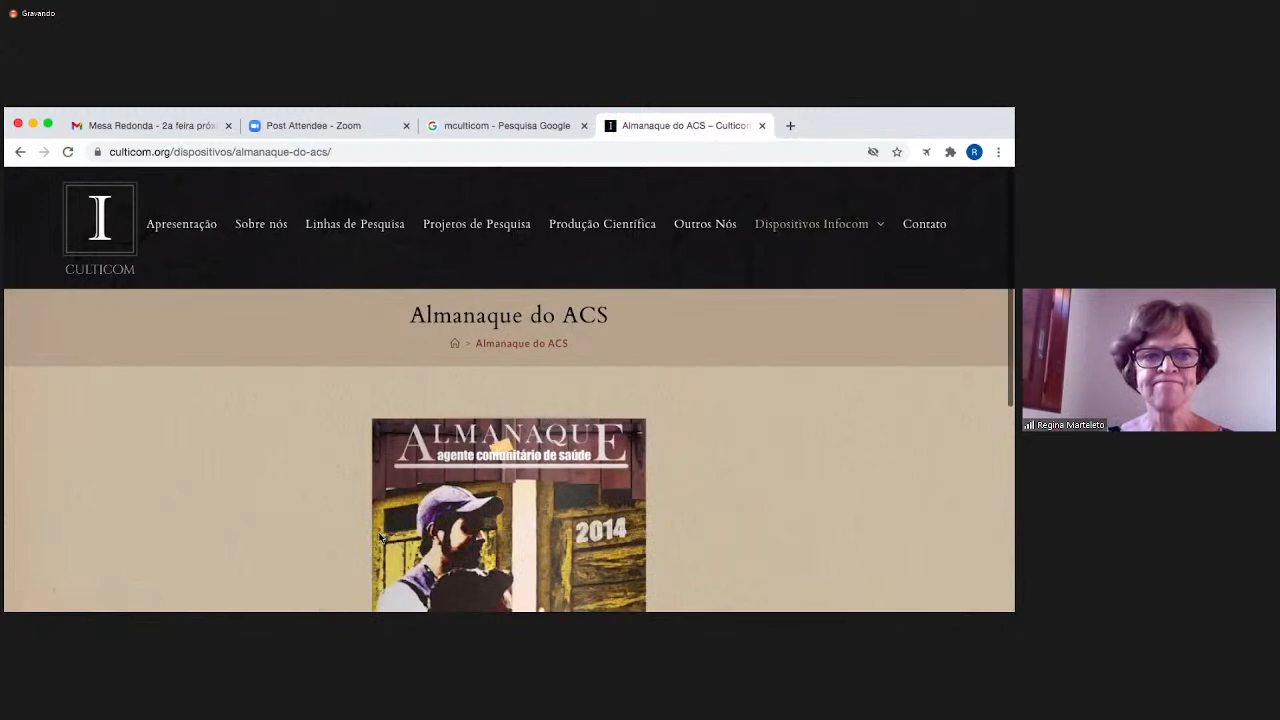 Gravando
Mesa Redonda - 2a feira próxi
Post Attendee - Zoom
mculticom - Pesquisa Google
Almanaque do ACS – Culticom
culticom.org/dispositivos/almanaque-do-acs/
R
I
CULTICOM
Apresentação Sobre nós Linhas de Pesquisa Projetos de Pesquisa Produção Científica Outros Nós Dispositivos Infocom Contato
Almanaque do ACS
> Almanaque do ACS
ALMANAQUE
agente comunitário de saúde
2014
Regina Marteleto